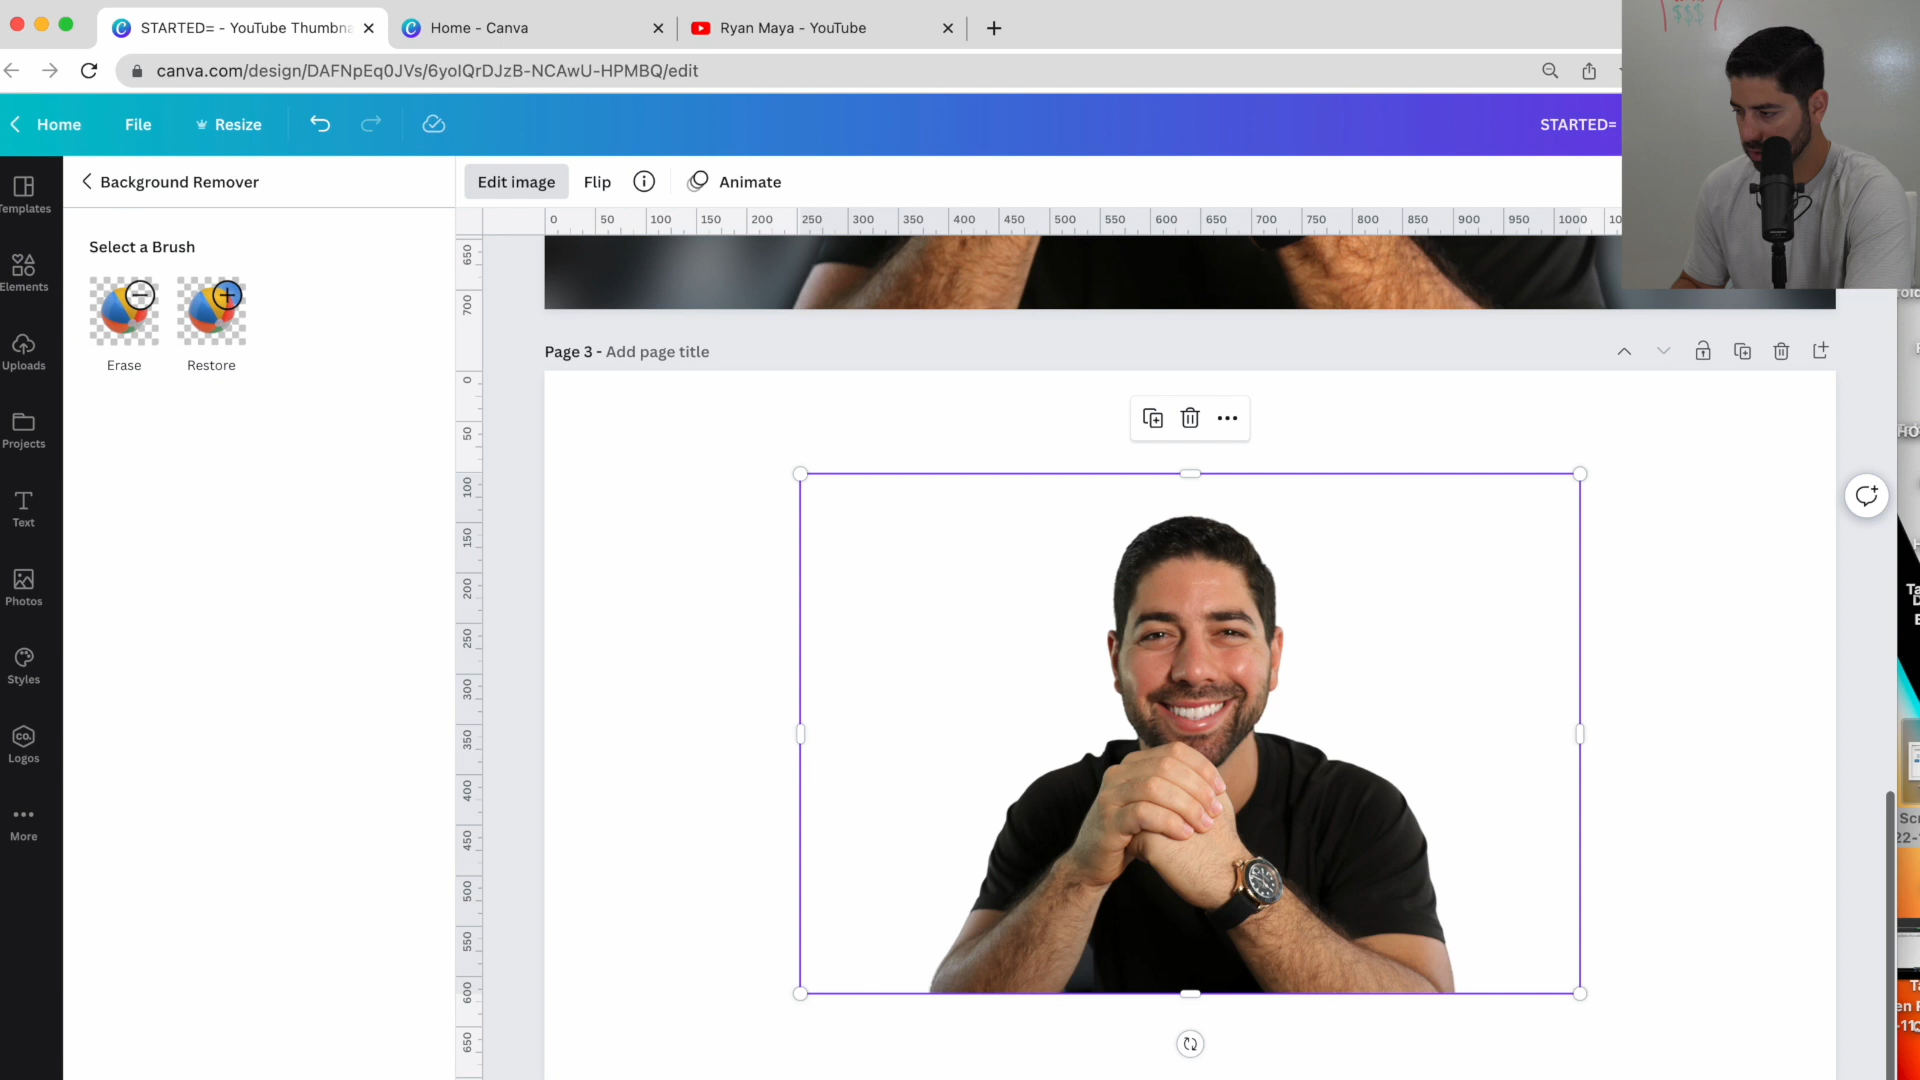 STARTED= - YouTube Thumbna
Home - Canva
Ryan Maya - YouTube
canva.com/design/DAFNpEq0JVs/6yoIQrDJzB-NCAwU-HPMBQ/edit
Home
File
Resize
STARTED=
Templates
Elements
Uploads
Projects
Text
Photos
Styles
Logos
More
CO.
Background Remover
Select a Brush
Erase
Restore
Edit image
Flip
Animate
0 50 100 150 200 250 300 350 400 450 500 550 600 650 700 750 800 850 900 950 1000
650
700
Page 3 - Add page title
0
50
100
150
200
250
300
350
400
450
500
550
600
650
$$$